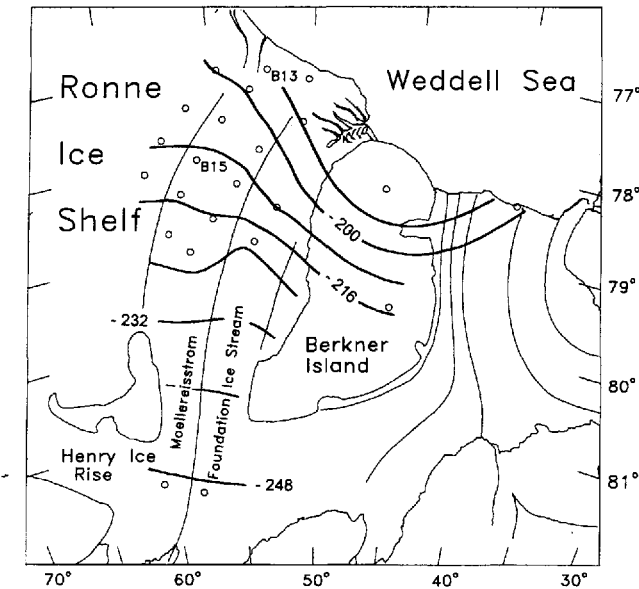 B13
Ronne
Weddell Sea
77°
Ice
B15
78°
Shelf
-200
-216
79°
-232
Berkner
Island
Moellereisstrom
Foundation Ice Stream
80°
Henry Ice
Rise
-248
81°
70°
60°
50°
40°
30°